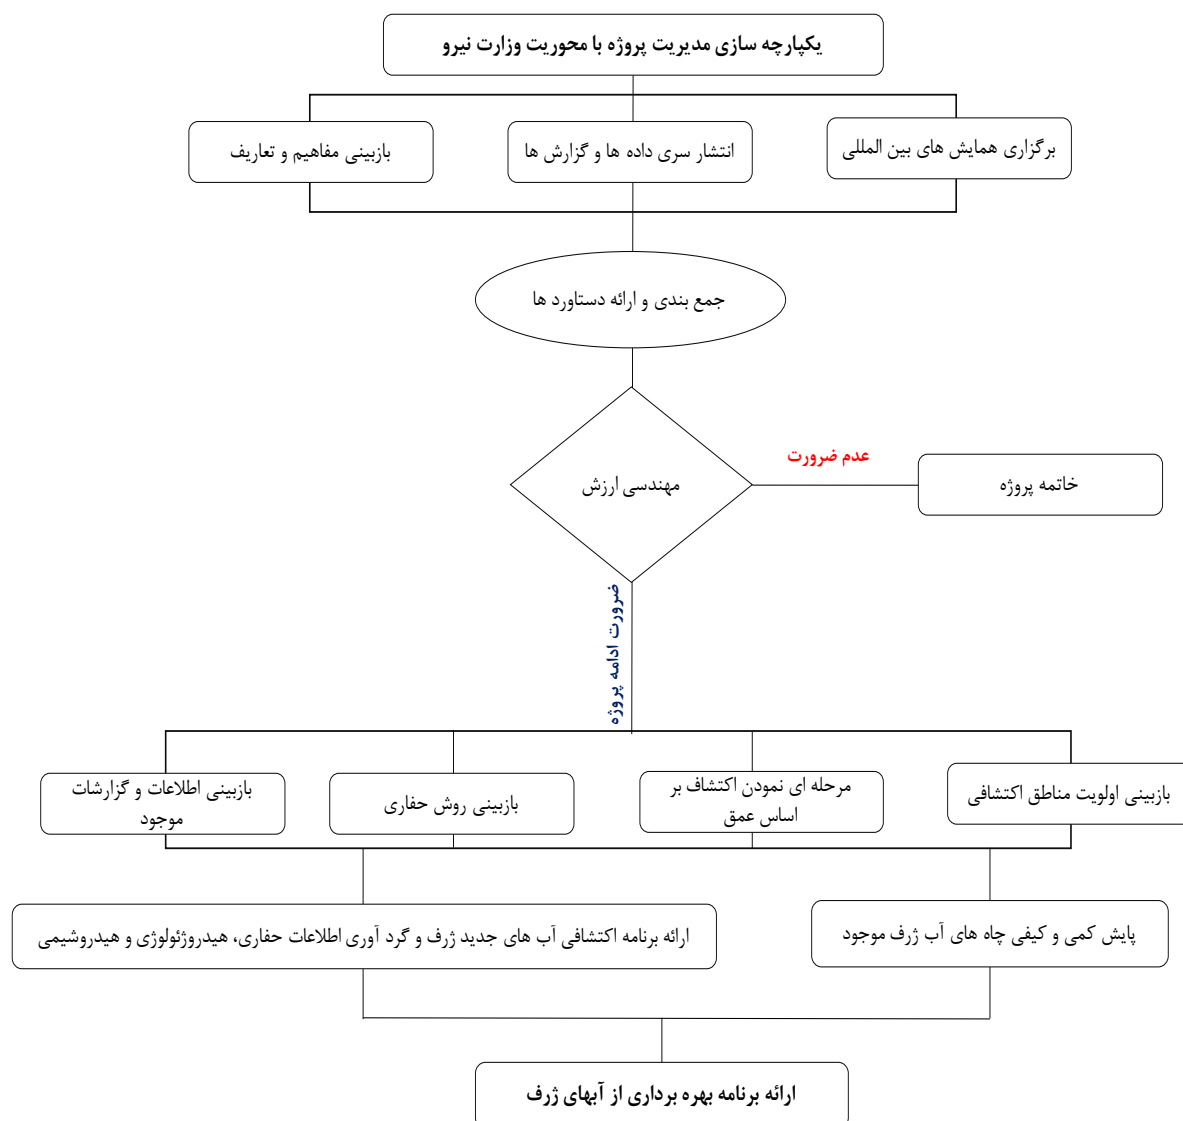 یکپارچه سازی مدیریت پروژه با محوریت وزارت نیرو
برگزاری همایش های بین المللی
انتشار سری داده ها و گزارش ها
بازبینی مفاهیم و تعاریف
جمع بندی و ارائه دستاورد ها
مهندسی ارزش
عدم ضرورت
خاتمه پروژه
ضرورت ادامه پروژه
بازبینی اولویت مناطق اکتشافی
مرحله ای نمودن اکتشاف بر
اساس عمق
بازبینی روش حفاری
بازبینی اطلاعات و گزارشات
موجود
پایش کمی و کیفی چاه های آب ژرف موجود
ارائه برنامه اکتشافی آب های جدید ژرف و گرد آوری اطلاعات حفاری، هیدروژئولوژی و هیدروشیمی
ارائه برنامه بهره برداری از آبهای ژرف